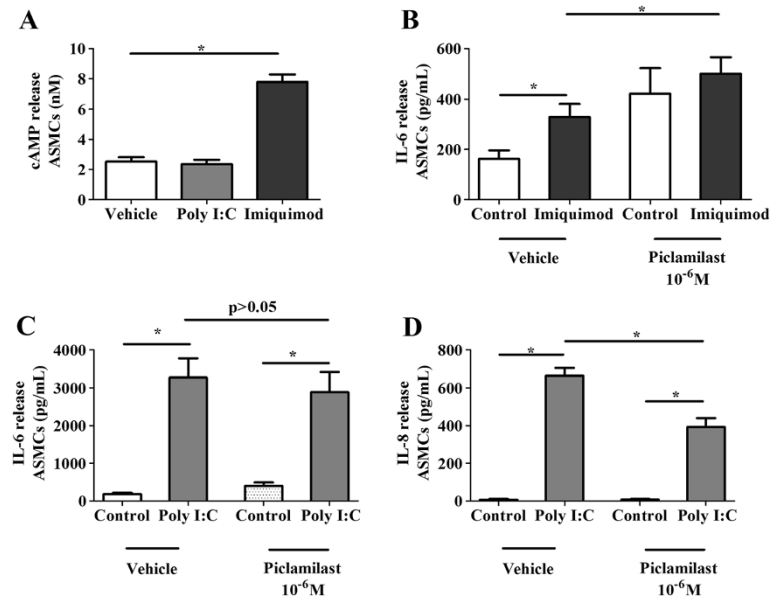 A
cAMP release
ASMCs (nM)
10
8
6
4
2
0
*
Vehicle
Poly I:C
Imiquimod
B
IL-6 release
ASMCs (pg/mL)
600
400
200
0
*
*
Control
Imiquimod
Control
Imiquimod
Vehicle
Piclamilast
10⁻⁶M
C
IL-6 release
ASMCs (pg/mL)
4000
3000
2000
1000
0
p>0.05
*
*
Control
Poly I:C
Control
Poly I:C
Vehicle
Piclamilast
10⁻⁶M
D
IL-8 release
ASMCs (pg/mL)
800
600
400
200
0
*
*
*
Control
Poly I:C
Control
Poly I:C
Vehicle
Piclamilast
10⁻⁶M